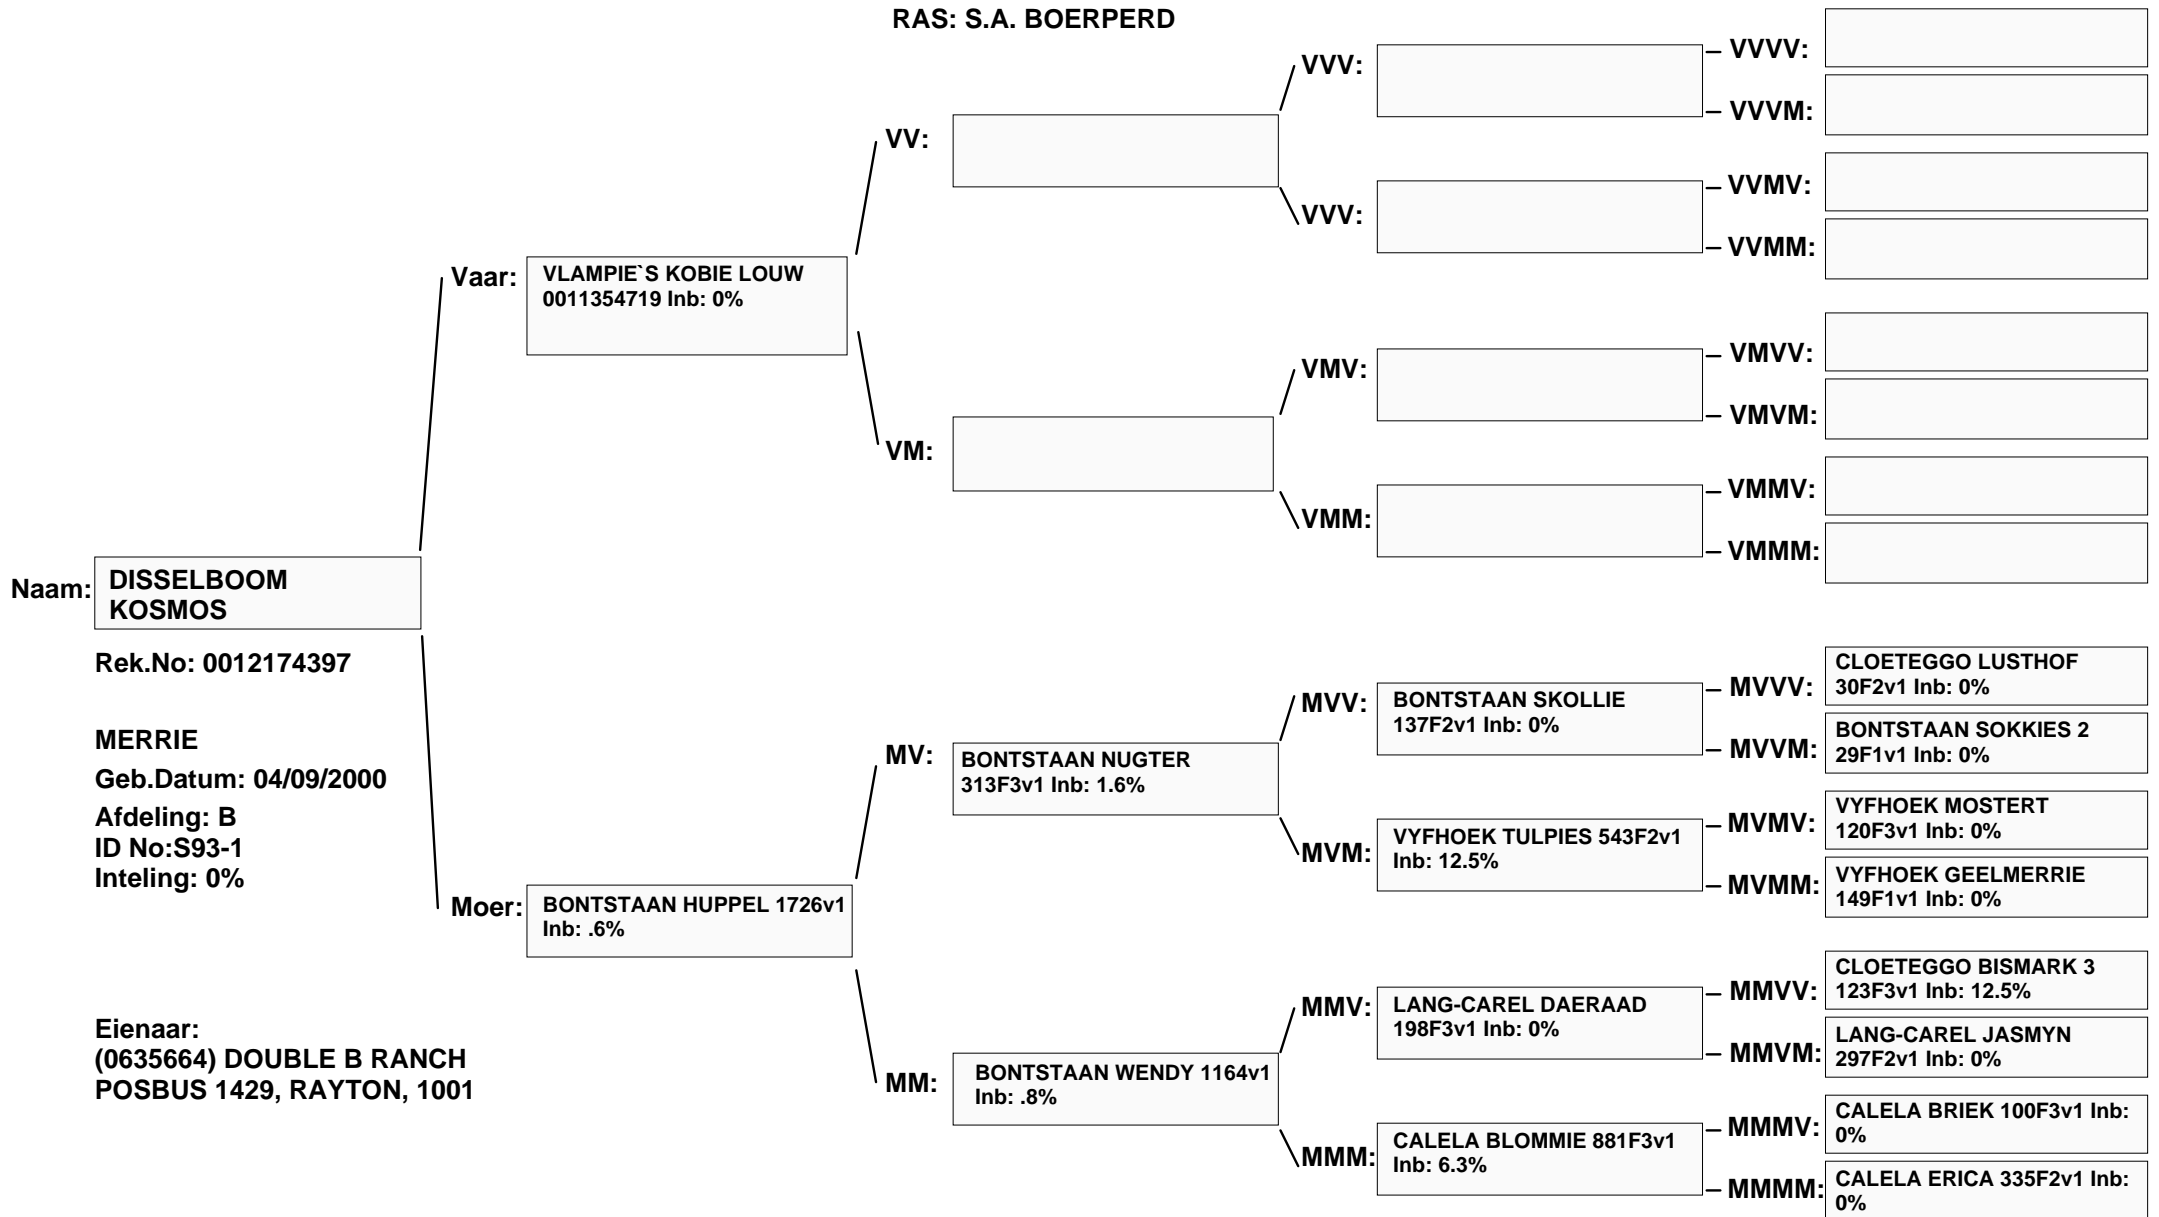 RAS: S.A. BOERPERD
Naam:
DISSELBOOM
KOSMOS
Rek.No: 0012174397
MERRIE
Geb.Datum: 04/09/2000
Afdeling: B
ID No:S93-1
Inteling: 0%
Eienaar:
(0635664) DOUBLE B RANCH
POSBUS 1429, RAYTON, 1001
Vaar:
VLAMPIE`S KOBIE LOUW
0011354719 Inb: 0%
Moer:
BONTSTAAN HUPPEL 1726v1
Inb: .6%
VV:
VM:
MV:
BONTSTAAN NUGTER
313F3v1 Inb: 1.6%
MM:
BONTSTAAN WENDY 1164v1
Inb: .8%
VVV:
VVV:
VMV:
VMM:
MVV:
BONTSTAAN SKOLLIE
137F2v1 Inb: 0%
MVM:
VYFHOEK TULPIES 543F2v1
Inb: 12.5%
MMV:
LANG-CAREL DAERAAD
198F3v1 Inb: 0%
MMM:
CALELA BLOMMIE 881F3v1
Inb: 6.3%
VVVV:
VVVM:
VVMV:
VVMM:
VMVV:
VMVM:
VMMV:
VMMM:
MVVV:
CLOETEGGO LUSTHOF
30F2v1 Inb: 0%
MVVM:
BONTSTAAN SOKKIES 2
29F1v1 Inb: 0%
MVMV:
VYFHOEK MOSTERT
120F3v1 Inb: 0%
MVMM:
VYFHOEK GEELMERRIE
149F1v1 Inb: 0%
MMVV:
CLOETEGGO BISMARK 3
123F3v1 Inb: 12.5%
MMVM:
LANG-CAREL JASMYN
297F2v1 Inb: 0%
MMMV:
CALELA BRIEK 100F3v1 Inb:
0%
MMMM:
CALELA ERICA 335F2v1 Inb:
0%